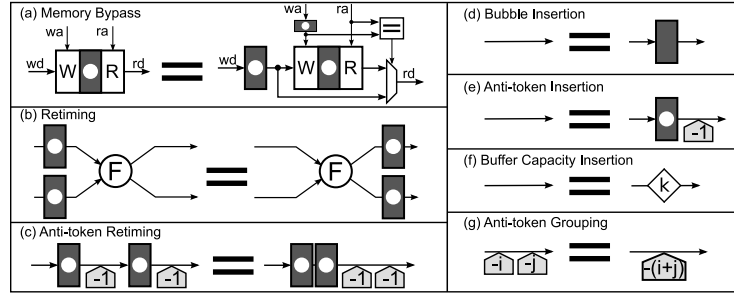 (a) Memory Bypass
wa
ra
wd
W
R
rd
wa
ra
=
wd
W
R
rd
(b) Retiming
F
=
F
(c) Anti-token Retiming
-1
-1
=
-1
-1
(d) Bubble Insertion
=
(e) Anti-token Insertion
=
-1
(f) Buffer Capacity Insertion
=
k
(g) Anti-token Grouping
-i
-j
=
-(i+j)